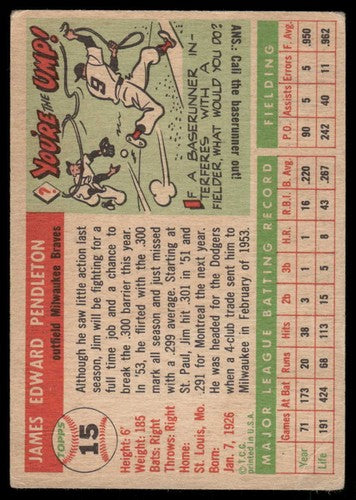 TOPPS
15
JAMES EDWARD PENDLETON
outfield Milwaukee Braves
Height: 6'
Weight: 185
Bats: Right
Throws: Right
Home:
St. Louis, Mo.
Born:
Jan. 7, 1926
Although he saw little action last
season, Jim will be fighting for a
full time job and a chance to
break the .300 barrier this year.
In '53, he flirted with the .300
mark all season and just missed
with a .299 average. Starting at
St. Paul, Jim hit .301 in '51 and
.291 for Montreal the next year.
He was headed for the Dodgers
when a 4-club trade sent him to
Milwaukee in February of 1953.
?
YOU'RE THE UMP!
9
IF A BASERUNNER IN-
TERFERES WITH A
FIELDER, WHAT WOULD YOU DO?
ANS.: Call the baserunner out!
© T.C.G.
PRINTED IN U.S.A.
MAJOR LEAGUE BATTING RECORD FIELDING
Games At Bat Runs Hits 2b 3b H.R. R.B.I. B. Avg. P.O. Assists Errors F. Avg.
Year 71 173 20 38 3 1 1 16 .220 90 5 5 .950
Life 191 424 68 113 13 5 8 43 .267 242 40 11 .962